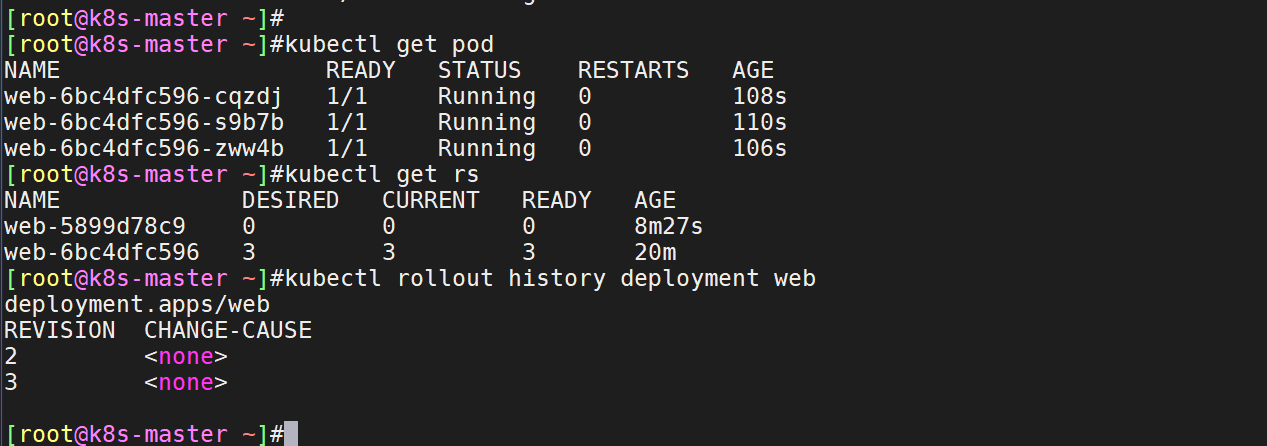 [root@k8s-master ~]#
[root@k8s-master ~]#kubectl get pod
NAME                   READY   STATUS    RESTARTS   AGE
web-6bc4dfc596-cqzdj   1/1     Running   0          108s
web-6bc4dfc596-s9b7b   1/1     Running   0          110s
web-6bc4dfc596-zww4b   1/1     Running   0          106s
[root@k8s-master ~]#kubectl get rs
NAME             DESIRED   CURRENT   READY   AGE
web-5899d78c9    0         0         0       8m27s
web-6bc4dfc596   3         3         3       20m
[root@k8s-master ~]#kubectl rollout history deployment web
deployment.apps/web
REVISION  CHANGE-CAUSE
2         <none>
3         <none>
[root@k8s-master ~]#